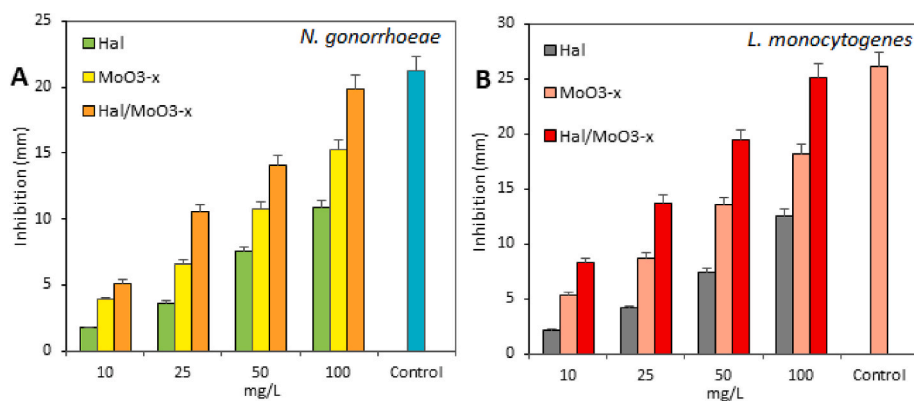 A
N. gonorrhoeae
Hal
MoO3-x
Hal/MoO3-x
Inhibition (mm)
25
20
15
10
5
0
10 25 50 100 Control
mg/L
B
L. monocytogenes
Hal
MoO3-x
Hal/MoO3-x
Inhibition (mm)
30
25
20
15
10
5
0
10 25 50 100 Control
mg/L